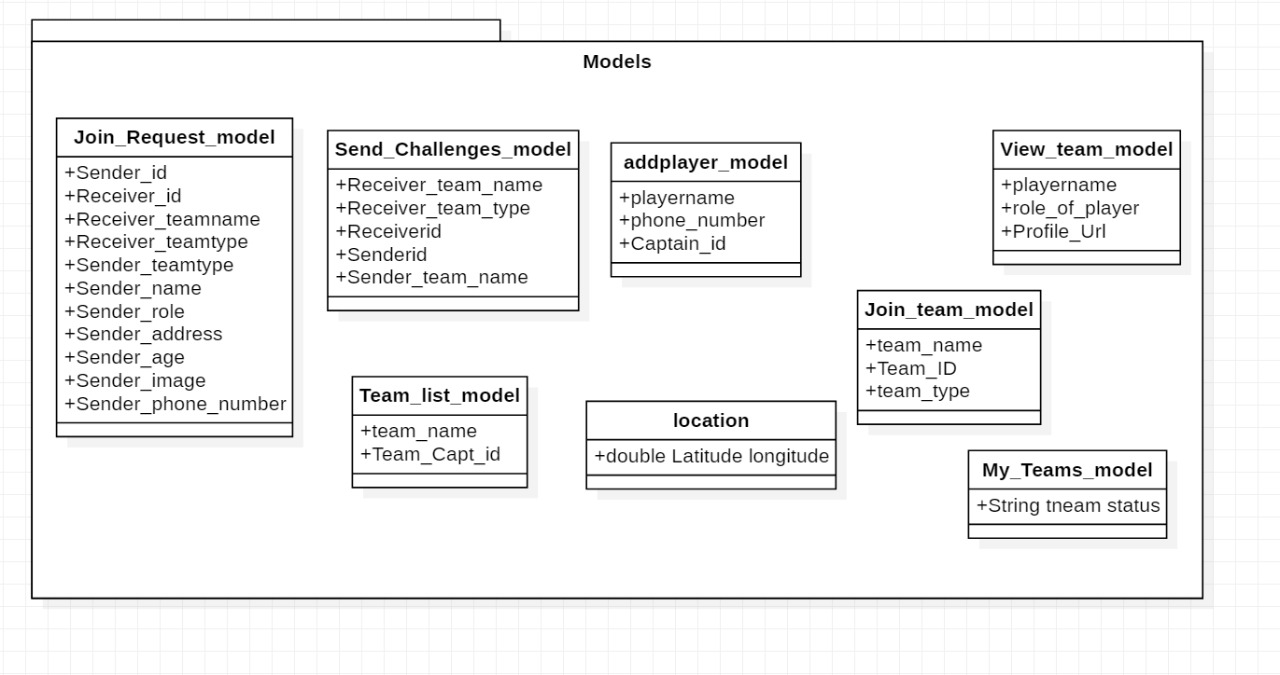 Models
Join_Request_model
+Sender_id
+Receiver_id
+Receiver_teamname
+Receiver_teamtype
+Sender_teamtype
+Sender_name
+Sender_role
+Sender_address
+Sender_age
+Sender_image
+Sender_phone_number
Send_Challenges_model
+Receiver_team_name
+Receiver_team_type
+Receiverid
+Senderid
+Sender_team_name
addplayer_model
+playername
+phone_number
+Captain_id
View_team_model
+playername
+role_of_player
+Profile_Url
Join_team_model
+team_name
+Team_ID
+team_type
Team_list_model
+team_name
+Team_Capt_id
location
+double Latitude longitude
My_Teams_model
+String tneam status